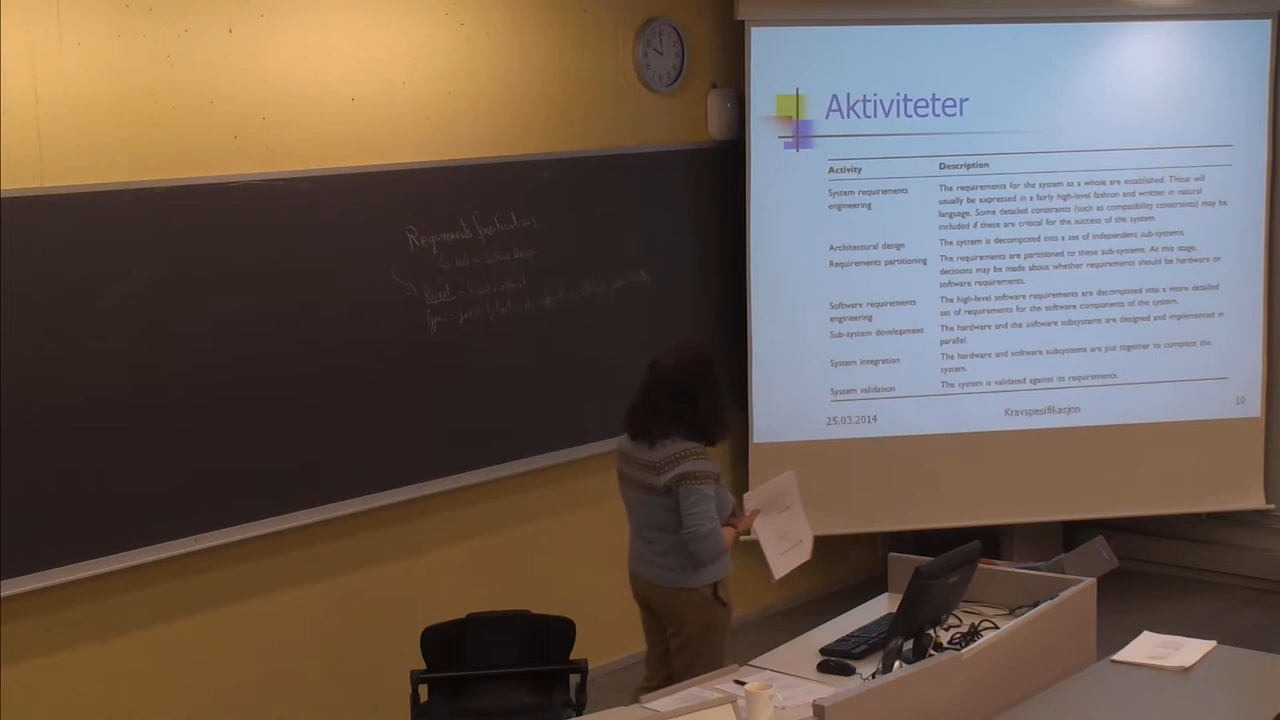 Requirements Specifications
Aktiviteter
Activity Description
System requirements engineering The requirements for the system as a whole are established. These will
usually be expressed in a fairly high-level fashion and written in natural
language. Some detailed constraints (such as compatibility constraints) may be
included if these are critical for the success of the system.
Architectural design The system is decomposed into a set of independent sub-systems.
Requirements partitioning The requirements are partitioned to these sub-systems. At this stage,
decisions may be made about whether requirements should be hardware or
software requirements.
Software requirements engineering The high-level software requirements are decomposed into a more detailed
set of requirements for the software components of the system.
Sub-system development The hardware and the software subsystems are designed and implemented in
parallel.
System integration The hardware and software subsystems are put together to complete the
system.
System validation The system is validated against its requirements.
25.03.2014 Kravspesifikasjon 10